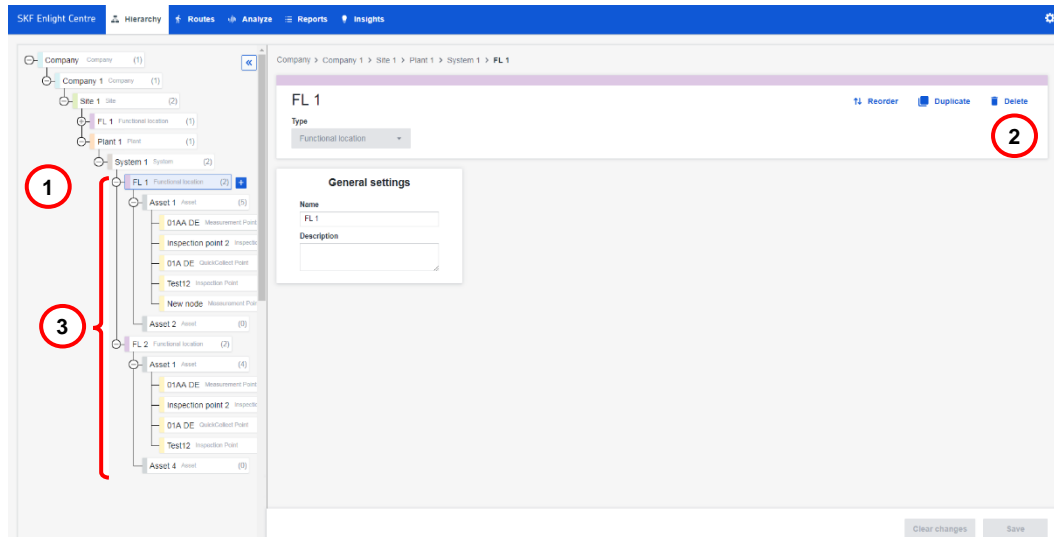 SKF Enlight Centre Hierarchy Routes Analyze Reports Insights
Company Company (1)
Company 1 Company (1)
Site 1 Site (2)
FL 1 Functional location (1)
Plant 1 Plant (1)
System 1 System (2)
1
FL 1 Functional location (2) +
Asset 1 Asset (5)
01AA DE Measurement Point
Inspection point 2
01A DE QuickCollect Point
Test12 Inspection Point
New node Measurement
Asset 2 Asset (0)
3
FL 2 Functional location (2)
Asset 1 Asset (4)
01AA DE Measurement Point
Inspection point 2
01A DE QuickCollect Point
Test12 Inspection Point
Asset 4 Asset (0)
Company > Company 1 > Site 1 > Plant 1 > System 1 > FL 1
FL 1
Reorder Duplicate Delete
Type
Functional location
2
General settings
Name
FL 1
Description
Clear changes Save